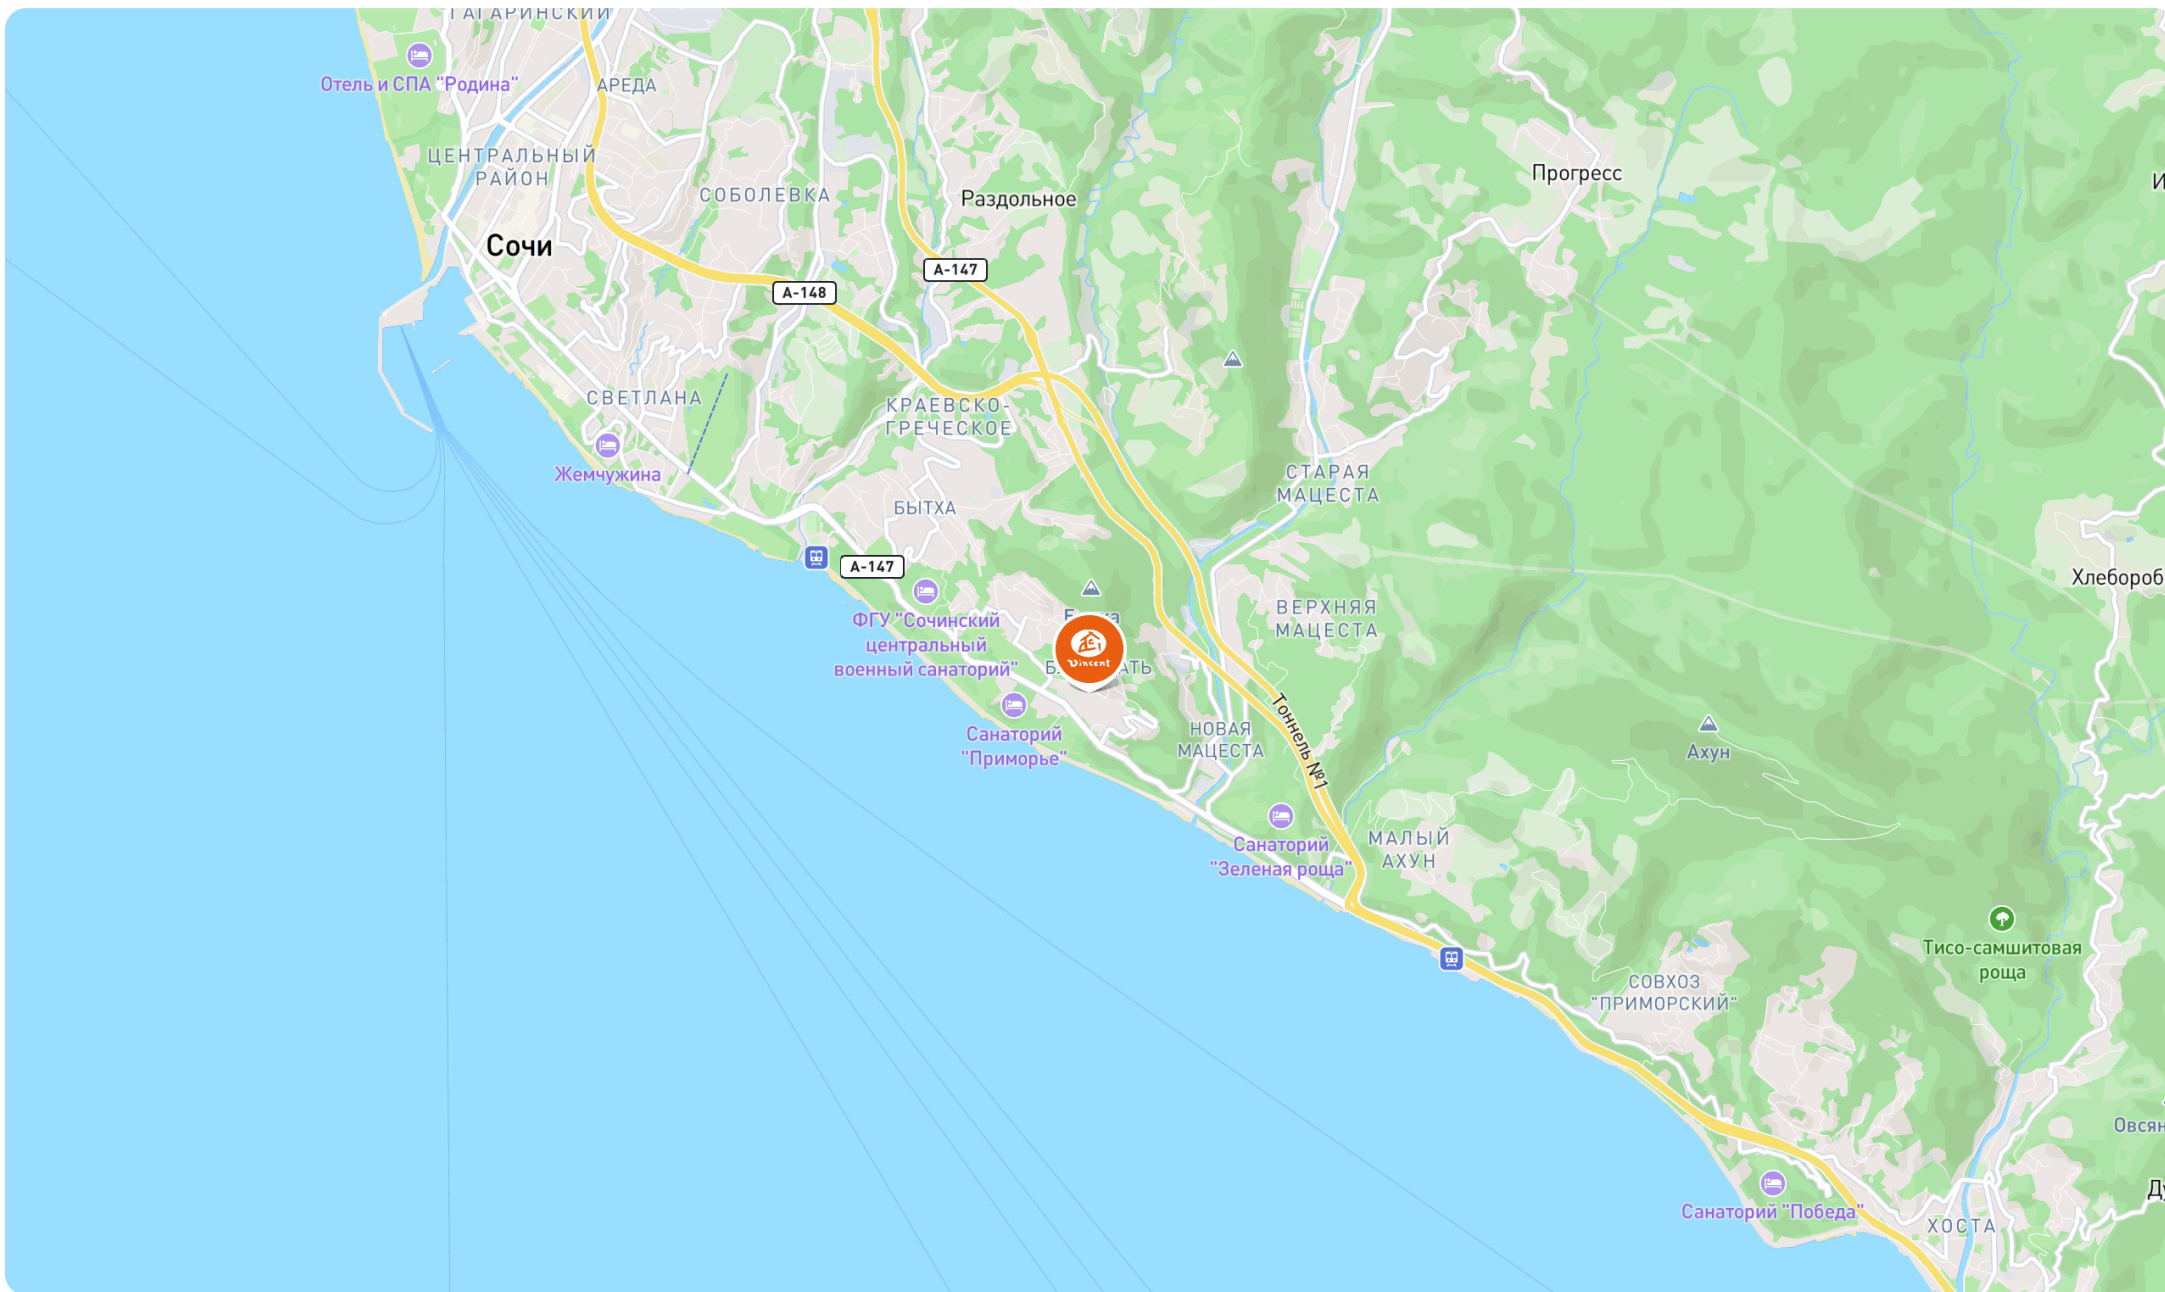 ГАГАРИНСКИЙ
Отель и СПА "Родина"
АРЕДА
ЦЕНТРАЛЬНЫЙ
РАЙОН
СОБОЛЕВКА
Раздольное
Прогресс
Сочи
А-147
А-148
СВЕТЛАНА
КРАЕВСКО-
ГРЕЧЕСКОЕ
Жемчужина
СТАРАЯ
МАЦЕСТА
БЫТХА
А-147
Хлебороб
ФГУ "Сочинский
центральный
военный санаторий"
ВЕРХНЯЯ
МАЦЕСТА
Vincent
Санаторий
"Приморье"
НОВАЯ
МАЦЕСТА
Тоннель №1
Ахун
Санаторий
"Зеленая роща"
МАЛЫЙ
АХУН
Тисо-самшитовая
роща
СОВХОЗ
"ПРИМОРСКИЙ"
Санаторий "Победа"
ХОСТА